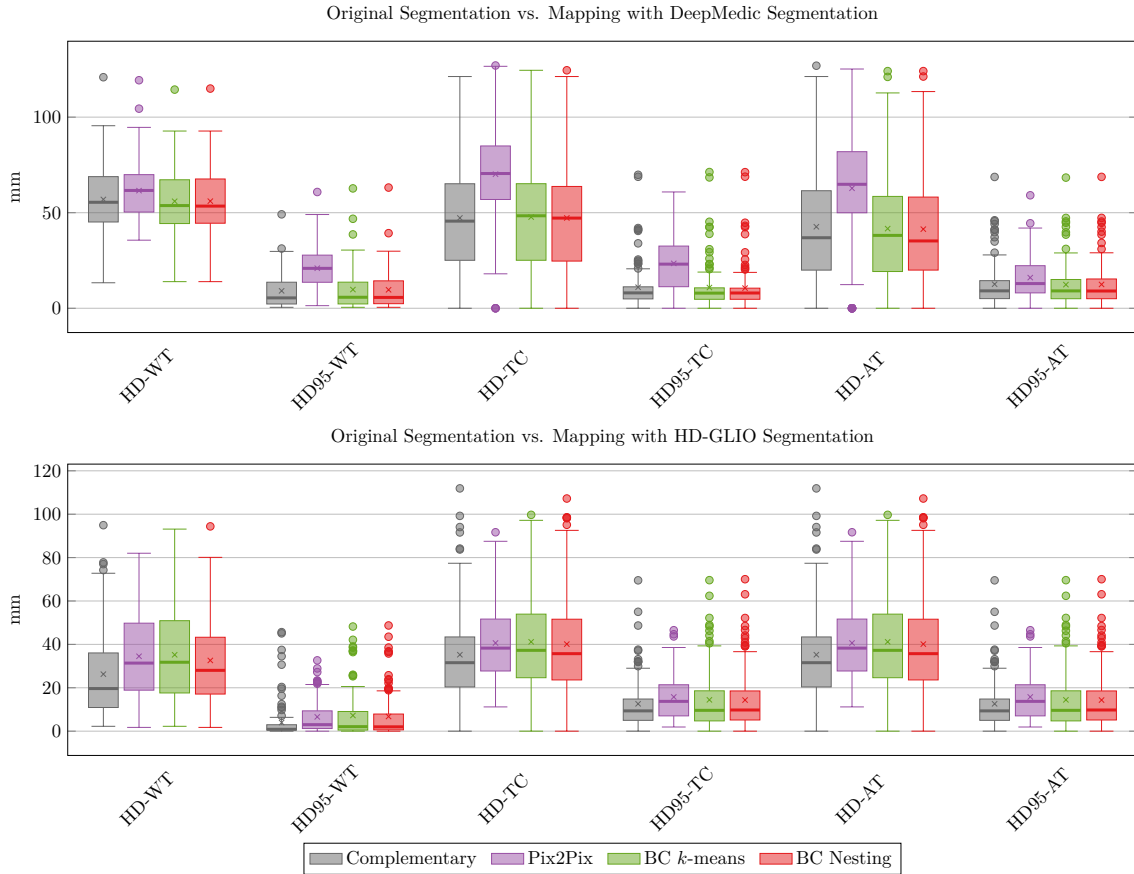 Original Segmentation vs. Mapping with DeepMedic Segmentation
100
50
0
mm
HD-WT
HD95-WT
HD-TC
HD95-TC
HD-AT
HD95-AT
Original Segmentation vs. Mapping with HD-GLIO Segmentation
120
100
80
60
40
20
0
mm
HD-WT
HD95-WT
HD-TC
HD95-TC
HD-AT
HD95-AT
Complementary Pix2Pix BC k-means BC Nesting